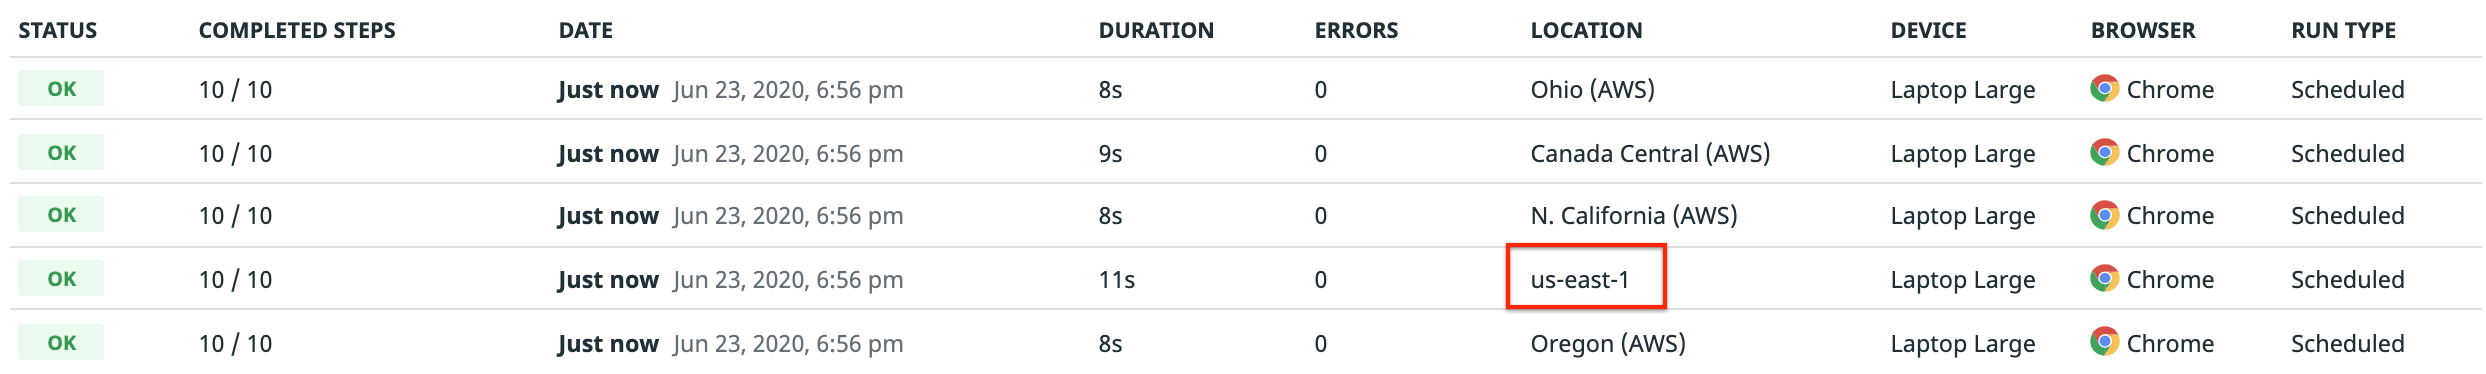 STATUS COMPLETED STEPS DATE DURATION ERRORS LOCATION DEVICE BROWSER RUN TYPE
OK 10 / 10 Just now Jun 23, 2020, 6:56 pm 8s 0 Ohio (AWS) Laptop Large Chrome Scheduled
OK 10 / 10 Just now Jun 23, 2020, 6:56 pm 9s 0 Canada Central (AWS) Laptop Large Chrome Scheduled
OK 10 / 10 Just now Jun 23, 2020, 6:56 pm 8s 0 N. California (AWS) Laptop Large Chrome Scheduled
OK 10 / 10 Just now Jun 23, 2020, 6:56 pm 11s 0 us-east-1 Laptop Large Chrome Scheduled
OK 10 / 10 Just now Jun 23, 2020, 6:56 pm 8s 0 Oregon (AWS) Laptop Large Chrome Scheduled